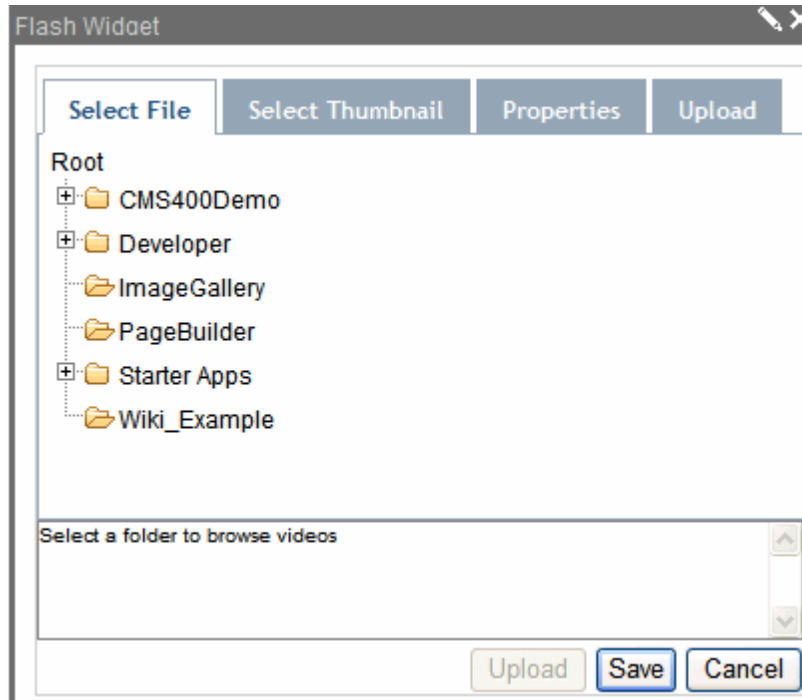 Flash Widget
Select File Select Thumbnail Properties Upload
Root
CMS400Demo
Developer
ImageGallery
PageBuilder
Starter Apps
Wiki_Example
Select a folder to browse videos
Upload Save Cancel